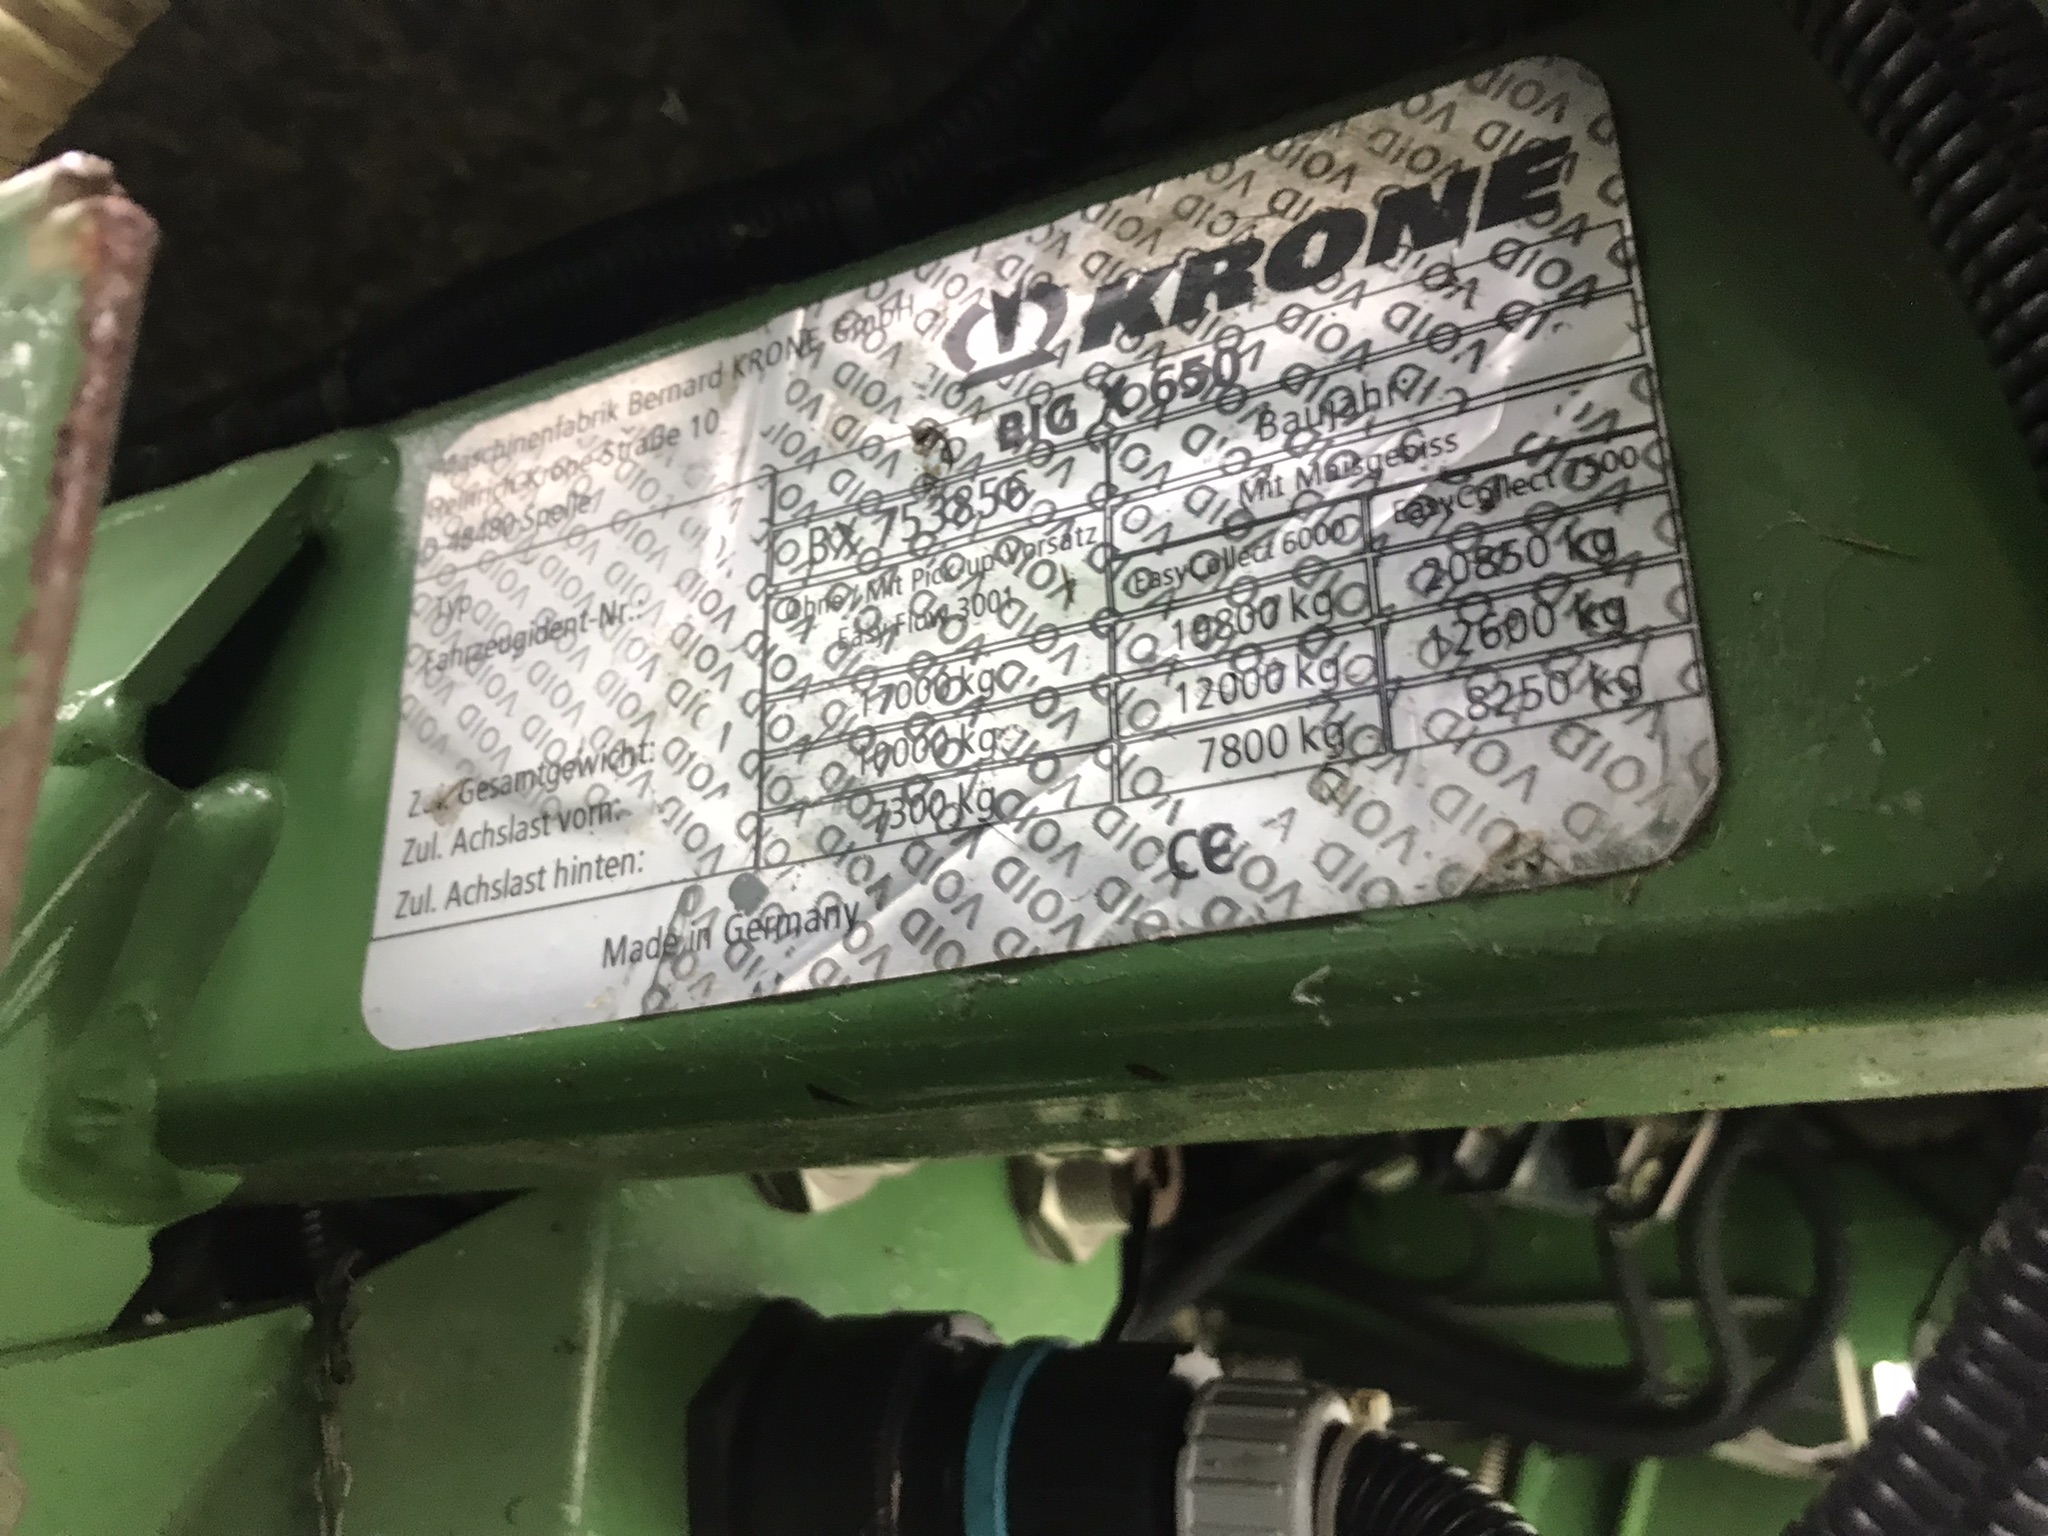 KRONE
Maschinenfabrik Bernard KRONE GmbH
Heinrich-Krone-Straße 10
D-48480 Spelle
Typ BIG X 650
Fahrzeugident-Nr.: BX 753856 Baujahr:
Ohne / Mit Pick-up Vorsatz Mit Maisgebiss
EasyFlow 3001 EasyCollect 6000 EasyCollect 7500
Zul. Gesamtgewicht: 17000 kg 19800 kg 20850 kg
Zul. Achslast vorn: 10000 kg 12000 kg 12600 kg
Zul. Achslast hinten: 7300 kg 7800 kg 8250 kg
Made in Germany CE